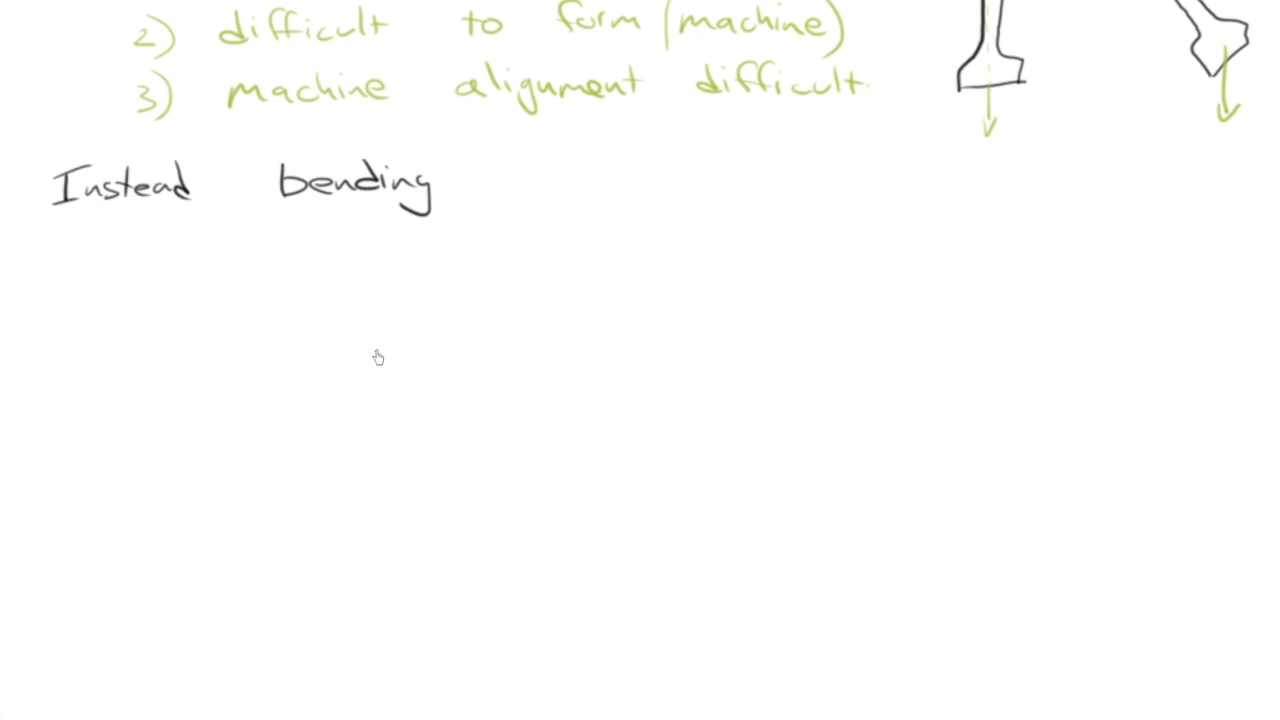 2) difficult to form (machine)
3) machine alignment difficult.
Instead bending